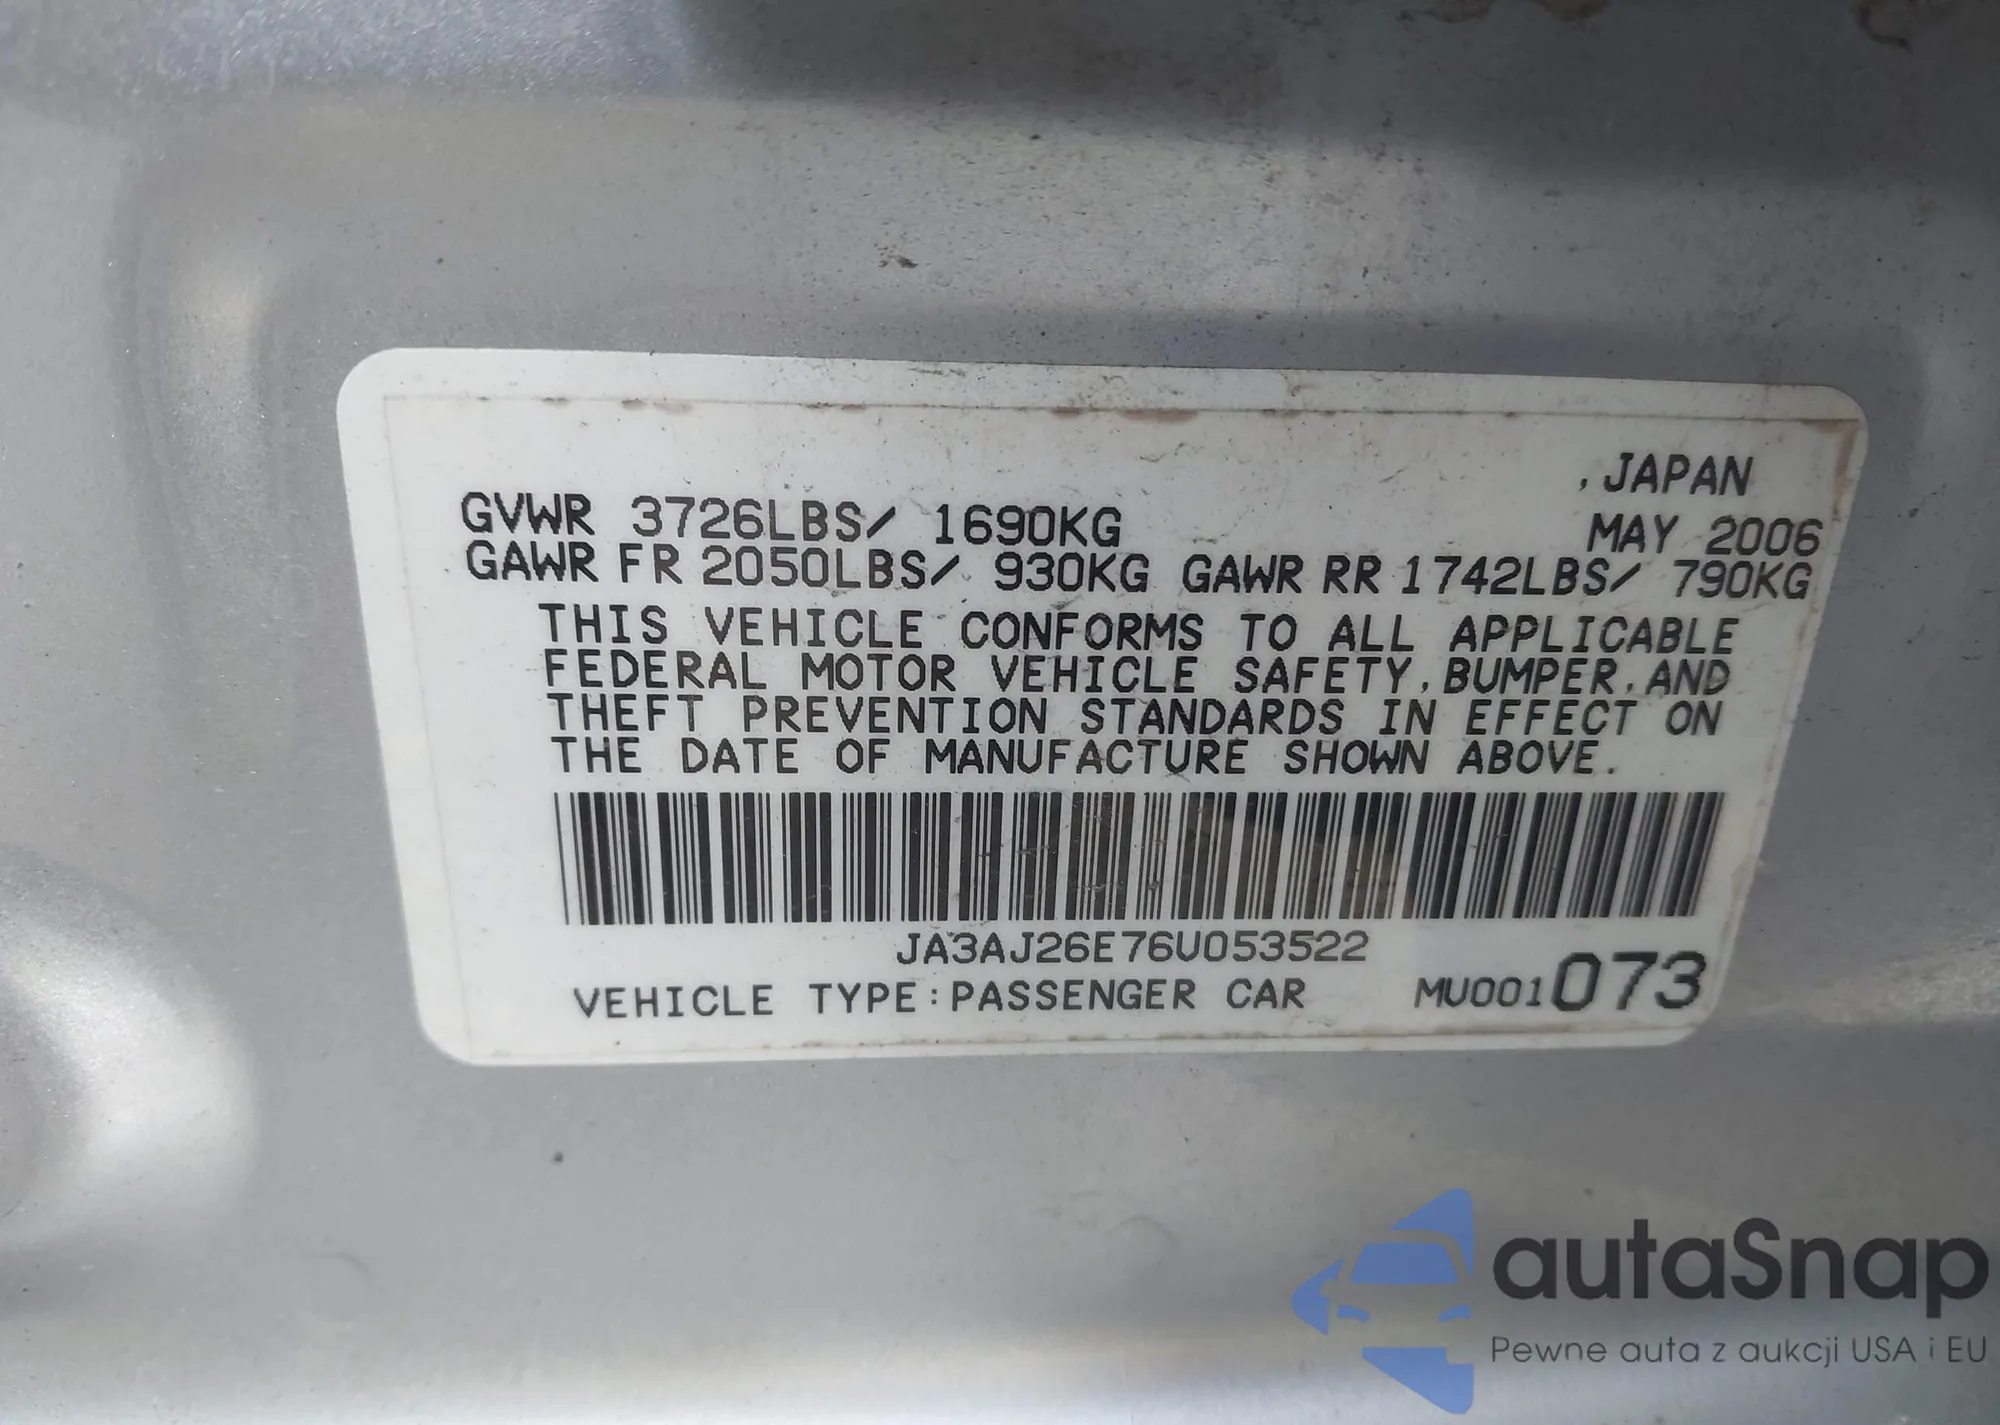 ,JAPAN
MAY 2006
GVWR 3726LBS/ 1690KG
GAWR FR 2050LBS/ 930KG GAWR RR 1742LBS/ 790KG
THIS VEHICLE CONFORMS TO ALL APPLICABLE
FEDERAL MOTOR VEHICLE SAFETY,BUMPER,AND
THEFT PREVENTION STANDARDS IN EFFECT ON
THE DATE OF MANUFACTURE SHOWN ABOVE.
JA3AJ26E76U053522
VEHICLE TYPE:PASSENGER CAR MU001073
autaSnap
Pewne auta z aukcji USA i EU